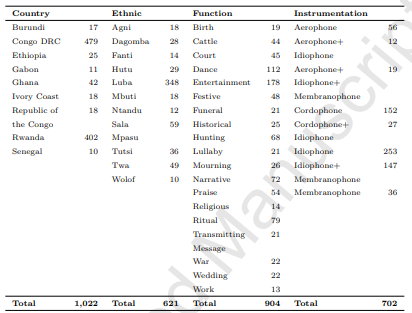 Country Ethnic Function Instrumentation
Burundi 17 Agni 18 Birth 19 Aerophone 56
Congo DRC 479 Dagomba 28 Cattle 44 Aerophone+ 12
Ethiopia 25 Fanti 14 Court 45 Idiophone
Gabon 11 Hutu 29 Dance 112 Aerophone+ 19
Ghana 42 Luba 348 Entertainment 178 Idiophone+
Ivory Coast 18 Mbuti 18 Festive 48 Membranophone
Republic of 18 Ntandu 12 Funeral 21 Cordophone 152
the Congo Sala 59 Historical 25 Cordophone+ 27
Rwanda 402 Mpasu Hunting 68 Idiophone
Senegal 10 Tutsi 36 Lullaby 21 Idiophone 253
Twa 49 Mourning 26 Idiophone+ 147
Wolof 10 Narrative 72 Membranophone
Praise 54 Membranophone 36
Religious 14
Ritual 79
Transmitting 21
Message
War 22
Wedding 22
Work 13
Total 1,022 Total 621 Total 904 Total 702
Manuscript